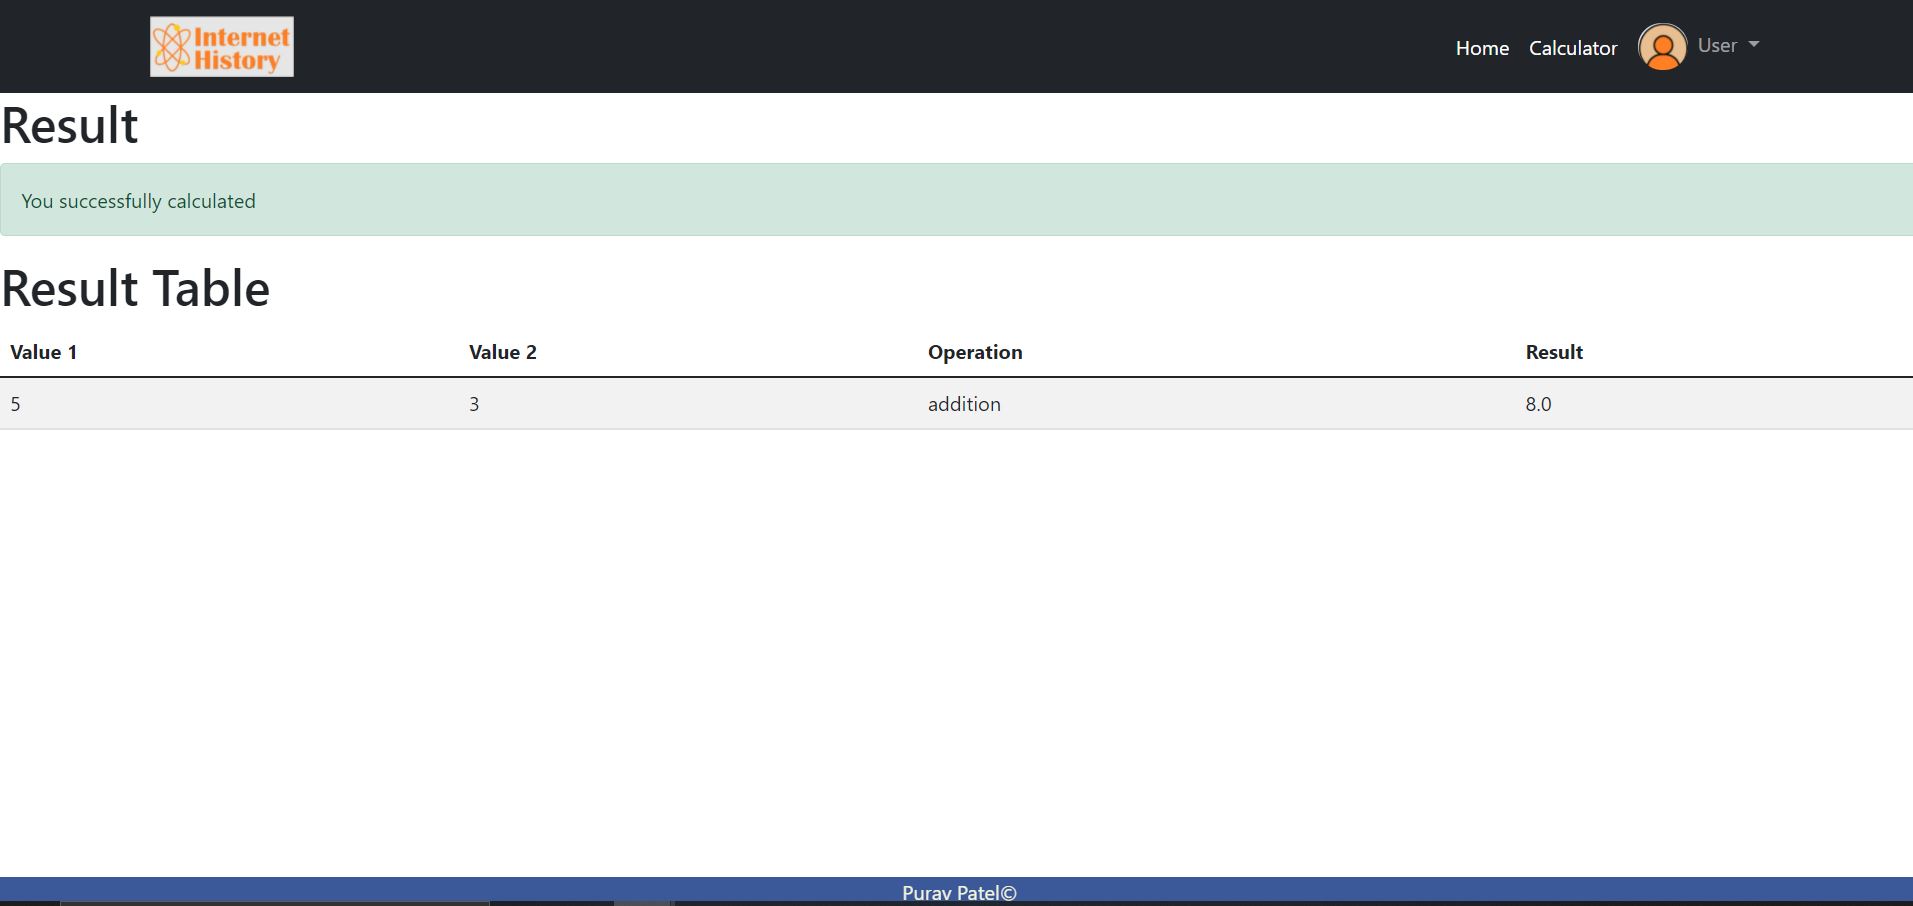 Internet
History
Home Calculator User
Result
You successfully calculated
Result Table
Value 1 Value 2 Operation Result
5 3 addition 8.0
Purav Patel©